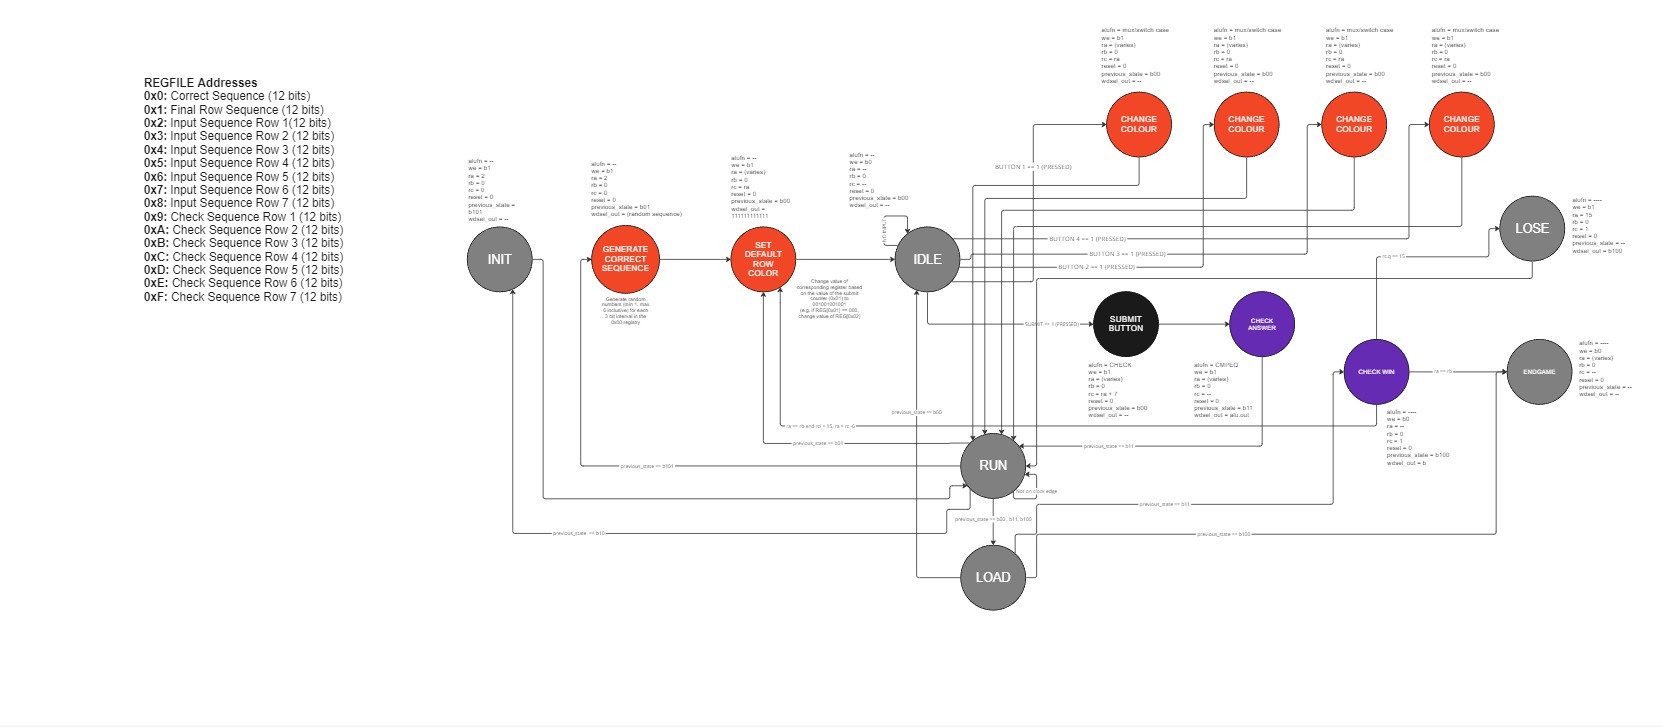 REGFILE Addresses
0x0: Correct Sequence (12 bits)
0x1: Final Row Sequence (12 bits)
0x2: Input Sequence Row 1(12 bits)
0x3: Input Sequence Row 2 (12 bits)
0x4: Input Sequence Row 3 (12 bits)
0x5: Input Sequence Row 4 (12 bits)
0x6: Input Sequence Row 5 (12 bits)
0x7: Input Sequence Row 6 (12 bits)
0x8: Input Sequence Row 7 (12 bits)
0x9: Check Sequence Row 1 (12 bits)
0xA: Check Sequence Row 2 (12 bits)
0xB: Check Sequence Row 3 (12 bits)
0xC: Check Sequence Row 4 (12 bits)
0xD: Check Sequence Row 5 (12 bits)
0xE: Check Sequence Row 6 (12 bits)
0xF: Check Sequence Row 7 (12 bits)
alufn = --
we = b1
ra = 2
rb = 0
rc = 0
reset = 0
previous_state =
b101
wdsel_out = --
INIT
alufn = --
we = b1
ra = 2
rb = 0
rc = 0
reset = 0
previous_state = b01
wdsel_out = (random sequence)
GENERATE
CORRECT
SEQUENCE
Generate random
numbers (min 1, max
6 inclusive) for each
3 bit interval in the
0x00 registry
alufn = --
we = b1
ra = (varies)
rb = 0
rc = ra
reset = 0
previous_state = b00
wdsel_out =
111111111111
SET
DEFAULT
ROW
COLOR
Change value of
corresponding register based
on the value of the submit
counter (0x01) to
001001001001
(e.g. if REG[0x01] == 000,
change value of REG[0x02]
alufn = --
we = b0
ra = --
rb = 0
rc = --
reset = 0
previous_state = b00
wdsel_out = --
NO INPUT
IDLE
alufn = mux/switch case
we = b1
ra = (varies)
rb = 0
rc = ra
reset = 0
previous_state = b00
wdsel_out = --
CHANGE
COLOUR
alufn = mux/switch case
we = b1
ra = (varies)
rb = 0
rc = ra
reset = 0
previous_state = b00
wdsel_out = --
CHANGE
COLOUR
alufn = mux/switch case
we = b1
ra = (varies)
rb = 0
rc = ra
reset = 0
previous_state = b00
wdsel_out = --
CHANGE
COLOUR
alufn = mux/switch case
we = b1
ra = (varies)
rb = 0
rc = ra
reset = 0
previous_state = b00
wdsel_out = --
CHANGE
COLOUR
BUTTON 1 == 1 (PRESSED)
BUTTON 4 == 1 (PRESSED)
BUTTON 3 == 1 (PRESSED)
BUTTON 2 == 1 (PRESSED)
SUBMIT == 1 (PRESSED)
SUBMIT
BUTTON
alufn = CHECK
we = b1
ra = (varies)
rb = 0
rc = ra + 7
reset = 0
previous_state = b00
wdsel_out = --
CHECK
ANSWER
alufn = CMPEQ
we = b1
ra = (varies)
rb = 0
rc = --
reset = 0
previous_state = b11
wdsel_out = alu.out
LOSE
alufn = ----
we = b1
ra = 15
rb = 0
rc = 1
reset = 0
previous_state = --
wdsel_out = b100
CHECK WIN
alufn = ----
we = b0
ra = --
rb = 0
rc = 1
reset = 0
previous_state = b100
wdsel_out = b
ra == rb
ENDGAME
alufn = ----
we = b0
ra = (varies)
rb = 0
rc = --
reset = 0
previous_state = --
wdsel_out = --
previous_state == b00
previous_state == b01
previous_state == b11
RUN
previous_state == b101
Not on clock edge
previous_state == b11
previous_state == b00 , b11, b100
previous_state == b10
previous_state == b100
LOAD